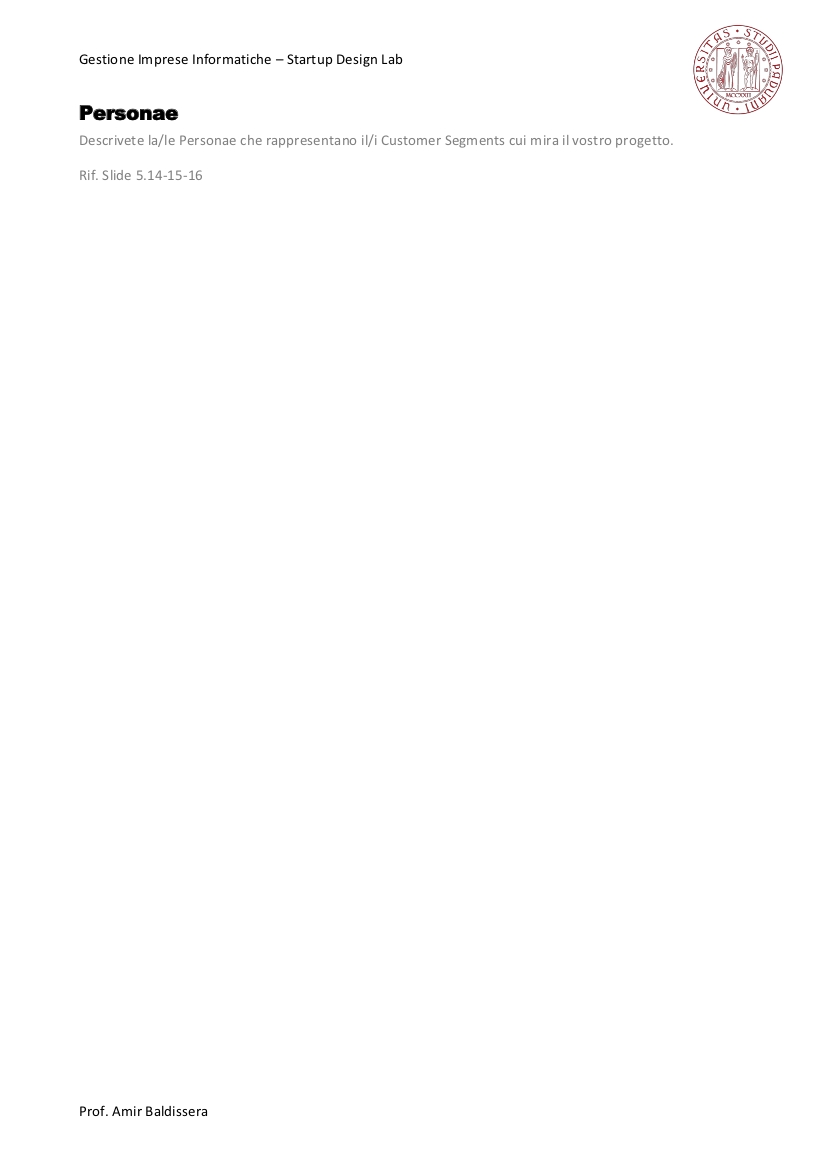 Gestione Imprese Informatiche – Startup Design Lab
UNIVERSITAS • STUDII PADUANI •
MCCXXII
Personae
Descrivete la/le Personae che rappresentano il/i Customer Segments cui mira il vostro progetto.
Rif. Slide 5.14-15-16
Prof. Amir Baldissera